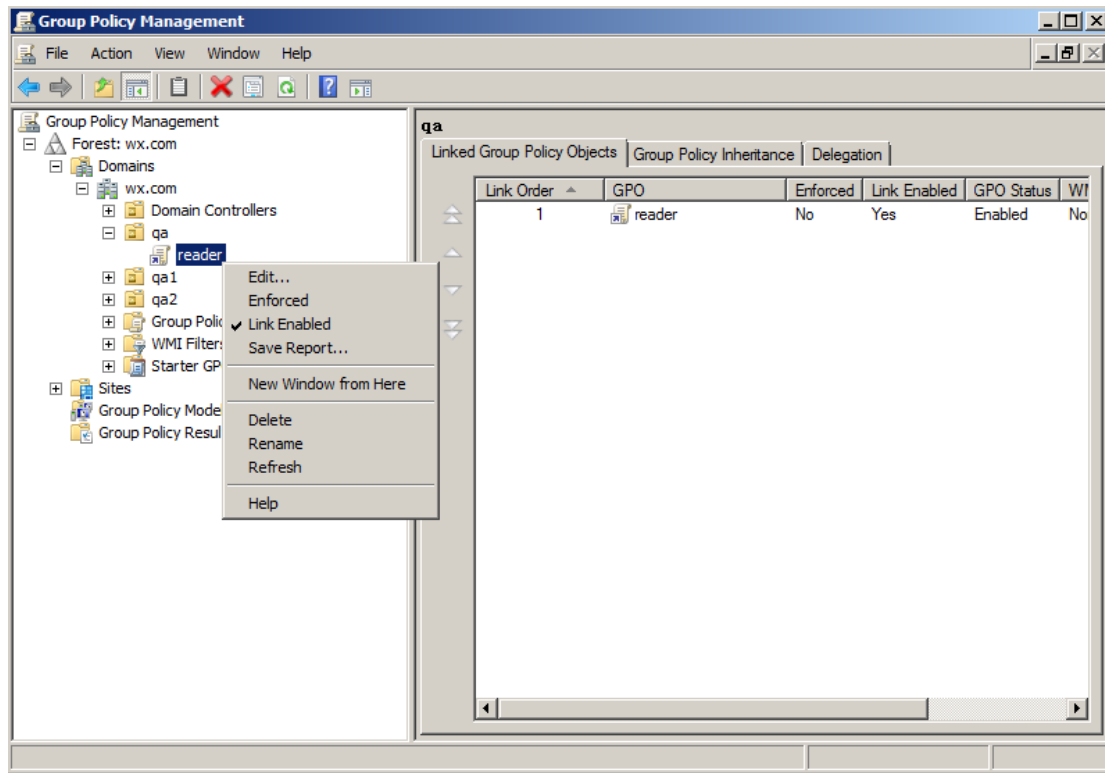 Group Policy Management
File Action View Window Help
Group Policy Management
Forest: wx.com
Domains
wx.com
Domain Controllers
qa
reader
qa1
qa2
Group Polic
WMI Filters
Starter GP
Sites
Group Policy Mode
Group Policy Resul
Edit...
Enforced
Link Enabled
Save Report...
New Window from Here
Delete
Rename
Refresh
Help
qa
Linked Group Policy Objects Group Policy Inheritance Delegation
Link Order GPO Enforced Link Enabled GPO Status WM
1 reader No Yes Enabled No